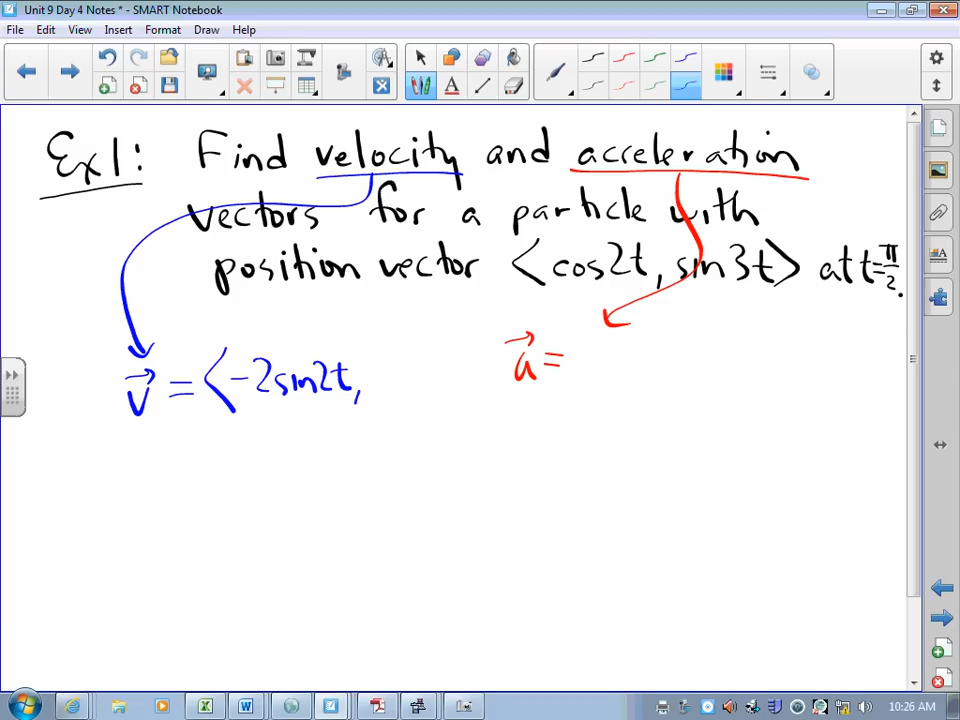 Unit 9 Day 4 Notes * - SMART Notebook
File Edit View Insert Format Draw Help
Ex1: Find velocity and acceleration
vectors for a particle with
position vector ⟨cos2t, sin3t⟩ at t=π/2.
v⃗ = ⟨-2sin2t,
a⃗ =
10:26 AM